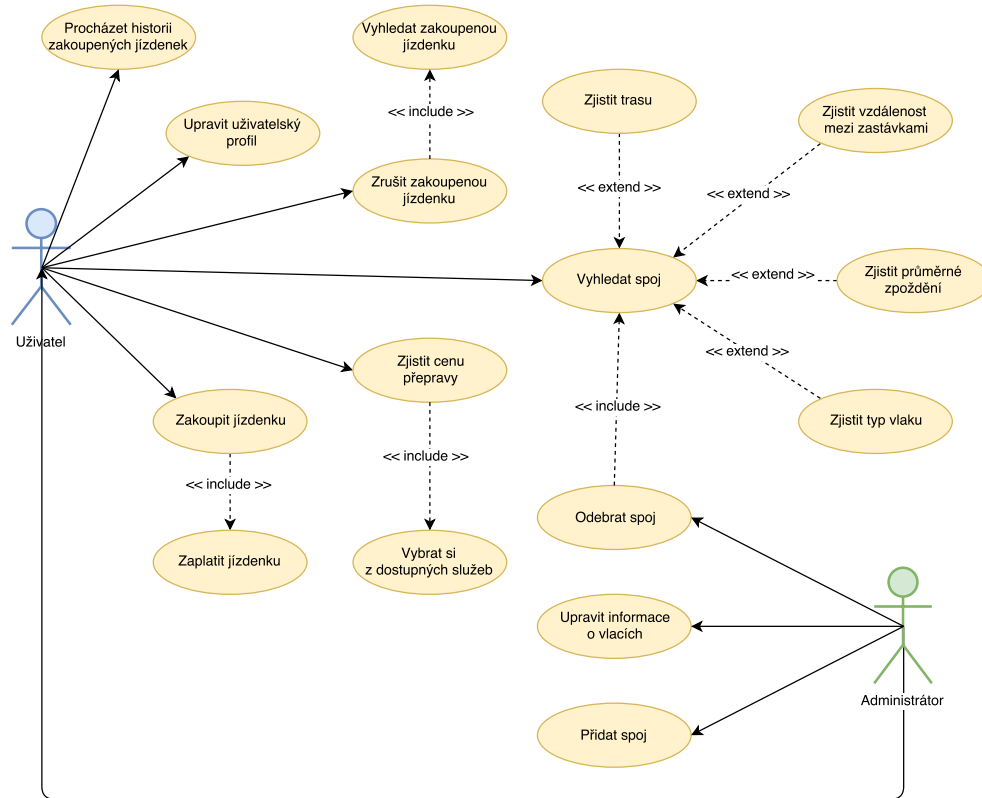 Procházet historii
zakoupených jízdenek
Vyhledat zakoupenou
jízdenku
Zjistit trasu
Zjistit vzdálenost
mezi zastávkami
<< include >>
Upravit uživatelský
profil
Zrušit zakoupenou
jízdenku
<< extend >>
<< extend >>
Vyhledat spoj
<< extend >>
Zjistit průměrné
zpoždění
Uživatel
<< extend >>
Zjistit cenu
přepravy
Zakoupit jízdenku
<< include >>
Zjistit typ vlaku
<< include >>
<< include >>
Odebrat spoj
Zaplatit jízdenku
Vybrat si
z dostupných služeb
Upravit informace
o vlacích
Administrátor
Přidat spoj